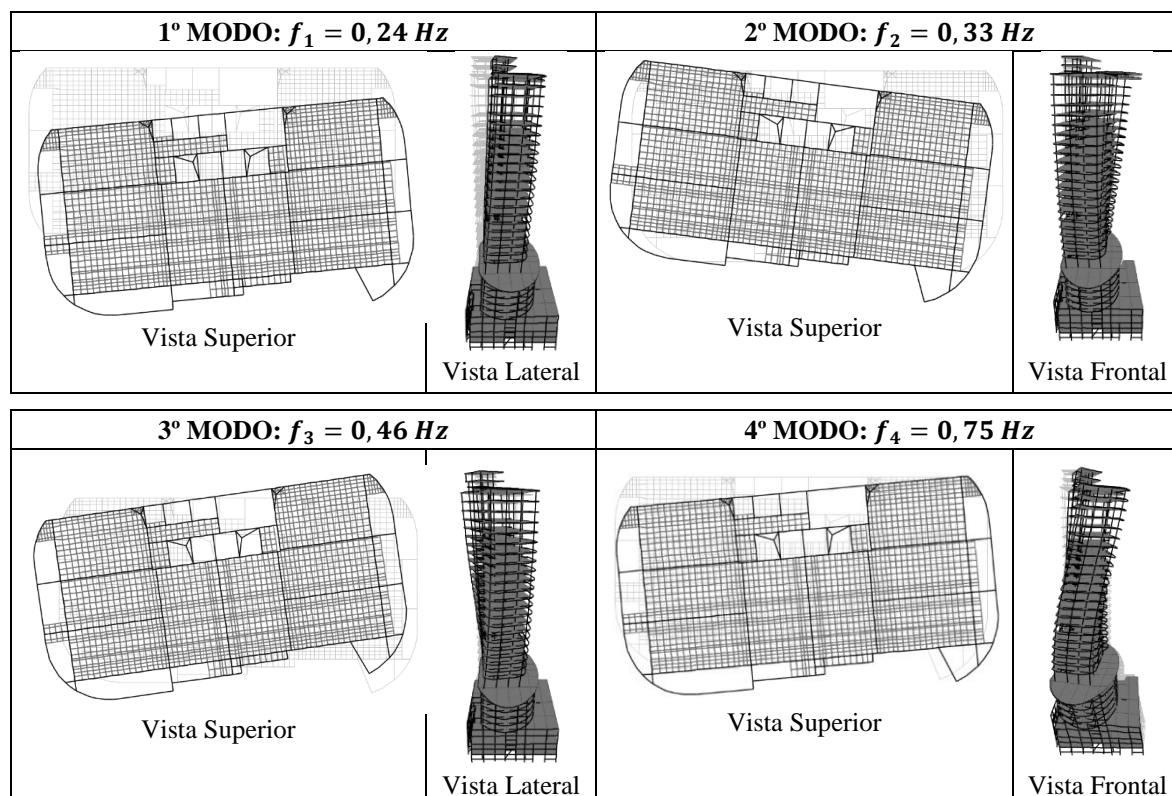 1º MODO: f₁ = 0, 24 Hz
2º MODO: f₂ = 0, 33 Hz
Vista Superior
Vista Lateral
Vista Superior
Vista Frontal
3º MODO: f₃ = 0, 46 Hz
4º MODO: f₄ = 0, 75 Hz
Vista Superior
Vista Lateral
Vista Superior
Vista Frontal